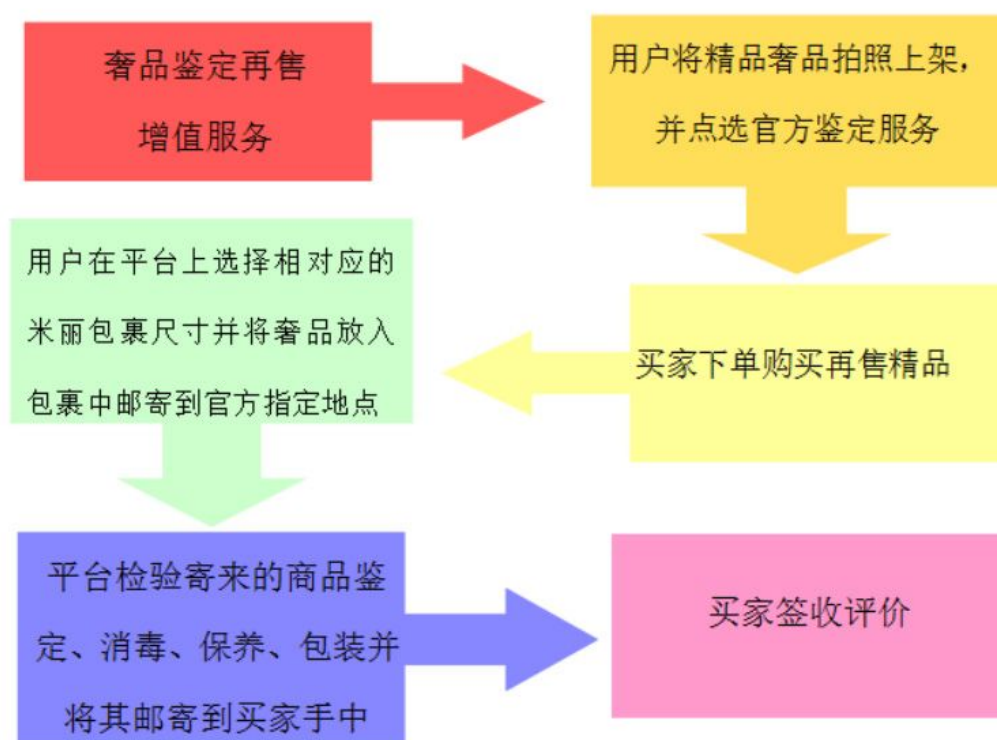 奢品鉴定再售
增值服务
用户将精品奢品拍照上架，
并点选官方鉴定服务
买家下单购买再售精品
用户在平台上选择相对应的
米丽包裹尺寸并将奢品放入
包裹中邮寄到官方指定地点
平台检验寄来的商品鉴
定、消毒、保养、包装并
将其邮寄到买家手中
买家签收评价